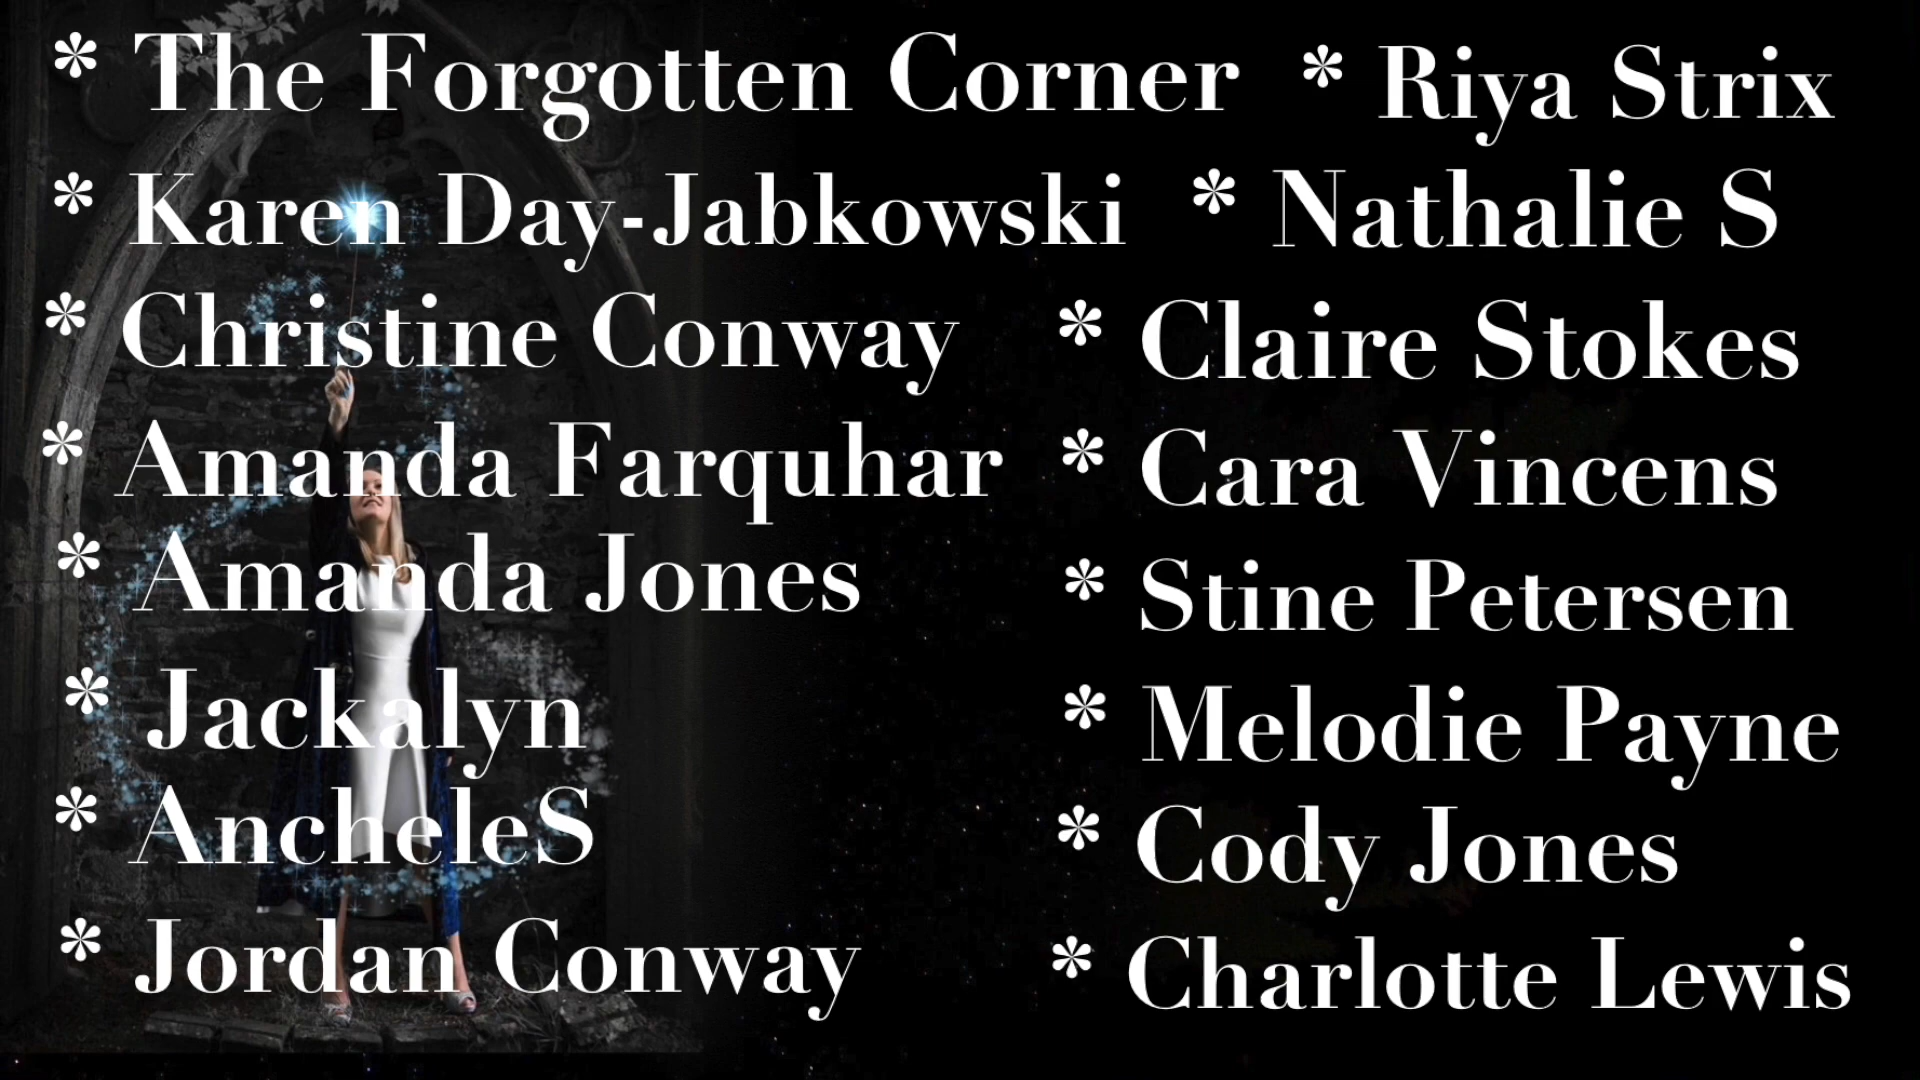 * The Forgotten Corner * Riya Strix
* Karen Day-Jabkowski * Nathalie S
* Christine Conway * Claire Stokes
* Amanda Farquhar * Cara Vincens
* Amanda Jones * Stine Petersen
* Jackalyn * Melodie Payne
* AncheleS * Cody Jones
* Jordan Conway * Charlotte Lewis